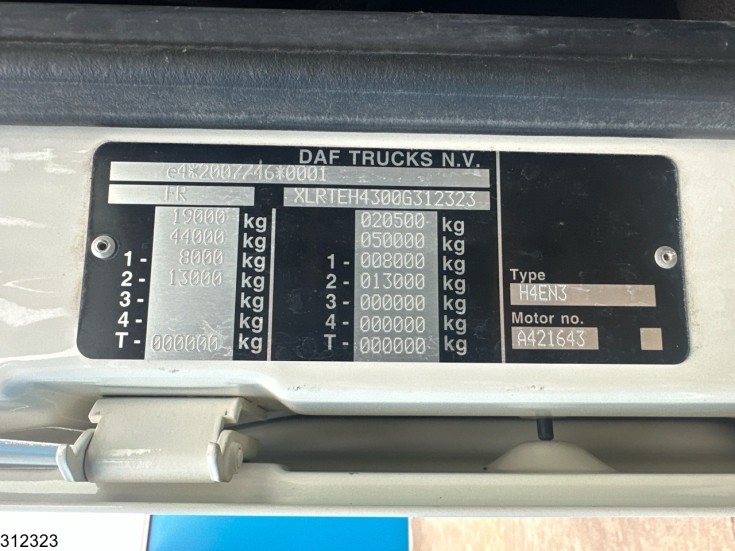 DAF TRUCKS N.V.
e4*2007/46*0001
FR XLRTEH4300G312323
19000 kg 020500 kg
44000 kg 050000 kg
1 - 8000 kg 1 - 008000 kg
2 - 13000 kg 2 - 013000 kg
3 - kg 3 - 000000 kg
4 - kg 4 - 000000 kg
T - 000000 kg T - 000000 kg
Type
H4EN3
Motor no.
A421643
312323